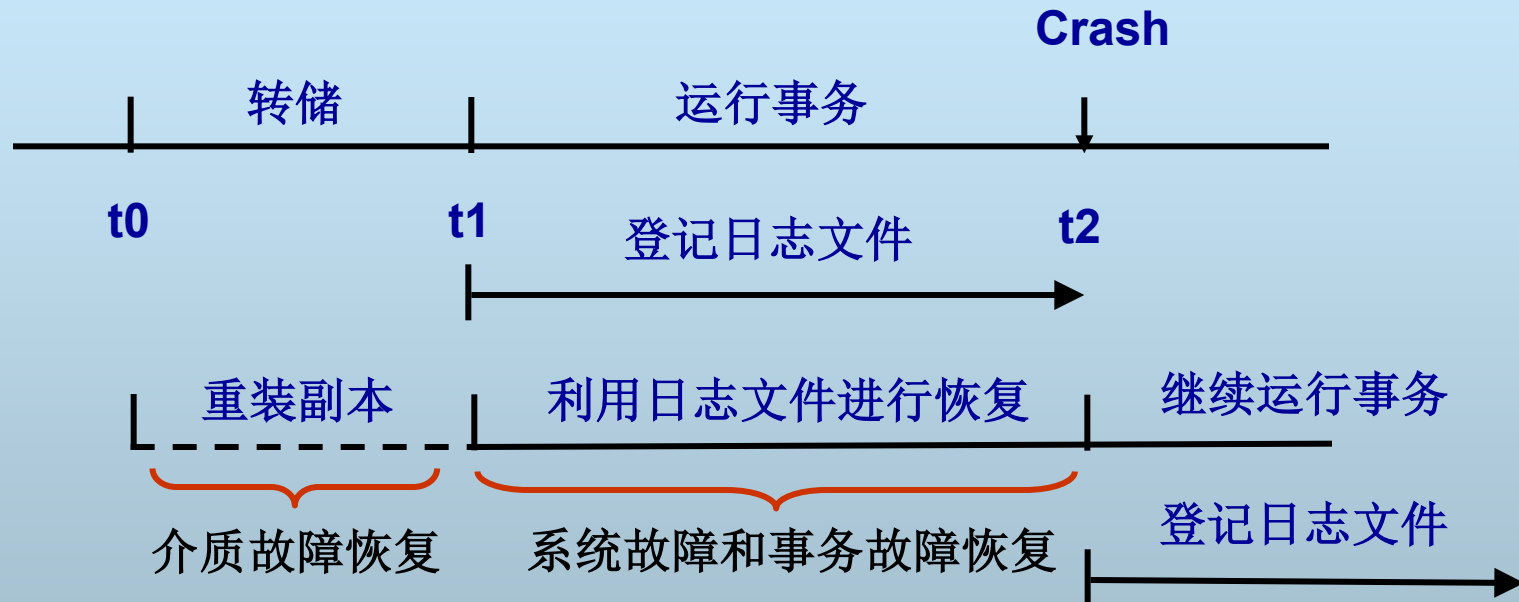 Crash
转储
运行事务
t0
t1
登记日志文件
t2
重装副本
利用日志文件进行恢复
继续运行事务
介质故障恢复
系统故障和事务故障恢复
登记日志文件